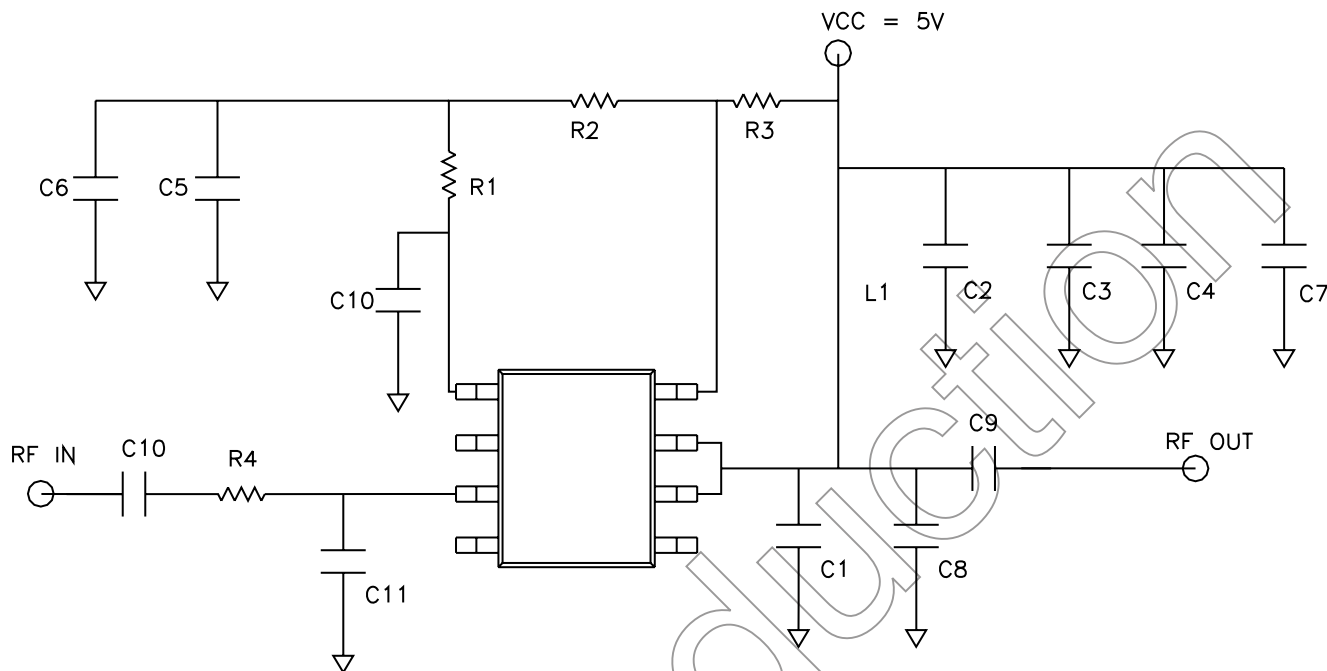 VCC = 5V
R2
R3
C6
C5
R1
C10
L1
C2
C3
C4
C7
RF IN
C10
R4
C9
RF OUT
C11
C1
C8
duction